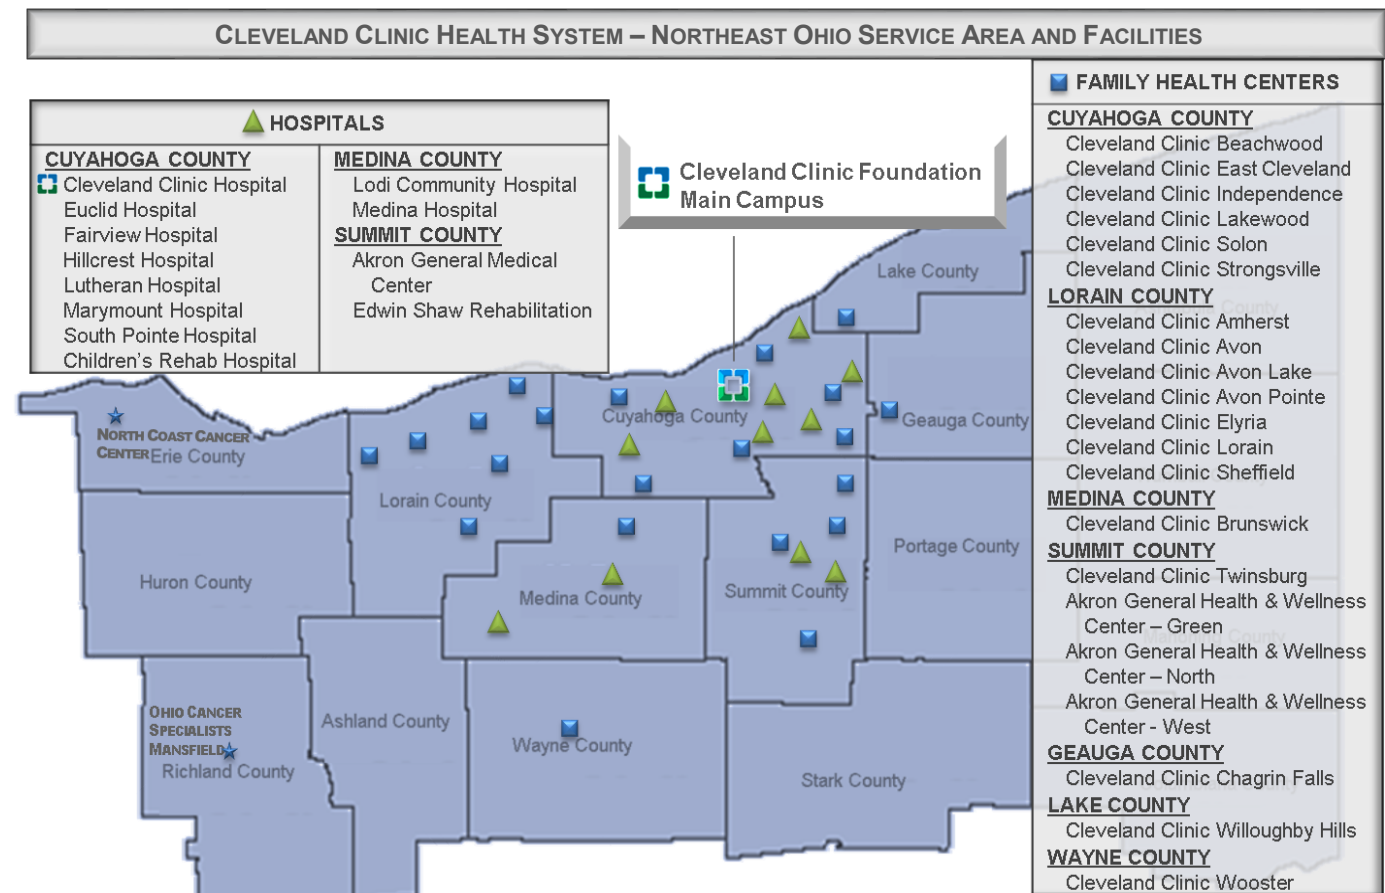 CLEVELAND CLINIC HEALTH SYSTEM – NORTHEAST OHIO SERVICE AREA AND FACILITIES
HOSPITALS
CUYAHOGA COUNTY
Cleveland Clinic Hospital
Euclid Hospital
Fairview Hospital
Hillcrest Hospital
Lutheran Hospital
Marymount Hospital
South Pointe Hospital
Children's Rehab Hospital
MEDINA COUNTY
Lodi Community Hospital
Medina Hospital
SUMMIT COUNTY
Akron General Medical
Center
Edwin Shaw Rehabilitation
Cleveland Clinic Foundation
Main Campus
FAMILY HEALTH CENTERS
CUYAHOGA COUNTY
Cleveland Clinic Beachwood
Cleveland Clinic East Cleveland
Cleveland Clinic Independence
Cleveland Clinic Lakewood
Cleveland Clinic Solon
Cleveland Clinic Strongsville
LORAIN COUNTY
Cleveland Clinic Amherst
Cleveland Clinic Avon
Cleveland Clinic Avon Lake
Cleveland Clinic Avon Pointe
Cleveland Clinic Elyria
Cleveland Clinic Lorain
Cleveland Clinic Sheffield
MEDINA COUNTY
Cleveland Clinic Brunswick
SUMMIT COUNTY
Cleveland Clinic Twinsburg
Akron General Health & Wellness
Center – Green
Akron General Health & Wellness
Center – North
Akron General Health & Wellness
Center - West
GEAUGA COUNTY
Cleveland Clinic Chagrin Falls
LAKE COUNTY
Cleveland Clinic Willoughby Hills
WAYNE COUNTY
Cleveland Clinic Wooster
Lake County
Cuyahoga County
Geauga County
NORTH COAST CANCER
CENTER Erie County
Lorain County
Portage County
Huron County
Medina County
Summit County
Mahoning County
OHIO CANCER
SPECIALISTS
MANSFIELD
Richland County
Ashland County
Wayne County
Stark County